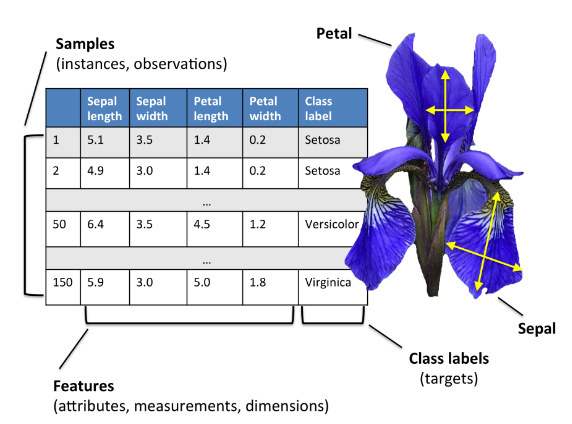 Samples
(instances, observations)
Petal
Sepal length Sepal width Petal length Petal width Class label
1 5.1 3.5 1.4 0.2 Setosa
2 4.9 3.0 1.4 0.2 Setosa
...
50 6.4 3.5 4.5 1.2 Versicolor
...
150 5.9 3.0 5.0 1.8 Virginica
Sepal
Class labels
(targets)
Features
(attributes, measurements, dimensions)